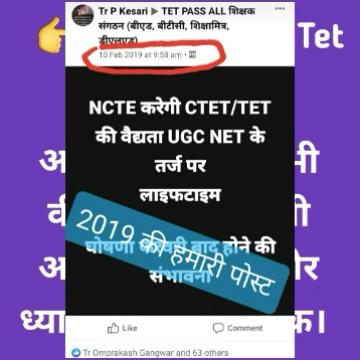 Tr P Kesari ▶ TET PASS ALL शिक्षक
संगठन (बीएड, बीटीसी, शिक्षामित्र,
डीएलएड)
10 Feb 2019 at 9:58 am
Tet
NCTE करेगी CTET/TET
की वैद्यता UGC NET के
तर्ज पर
लाइफटाइम
घोषणा बाद होने की
संभावना
2019 की हमारी पोस्ट
ध्या
क।
Like
Comment
Tr Omprakash Gangwar and 63 others